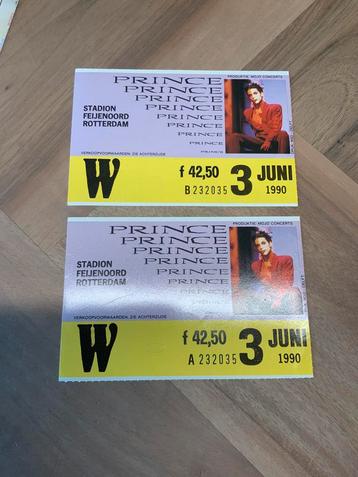 PRINCE
PRODUKTIE: MOJO CONCERTS
PRINCE
PRINCE
STADION
FEIJENOORD
ROTTERDAM
PRINCE
PRINCE
PRINCE
PRINCE
PRINCE
VERKOOPVOORWAARDEN: ZIE ACHTERZIJDE
W
f 42,50
B 232035
3 JUNI
1990
PRINCE
PRODUKTIE: MOJO CONCERTS
PRINCE
PRINCE
STADION
FEIJENOORD
ROTTERDAM
PRINCE
PRINCE
PRINCE
PRINCE
VERKOOPVOORWAARDEN: ZIE ACHTERZIJDE
W
f 42,50
A 232035
3 JUNI
1990